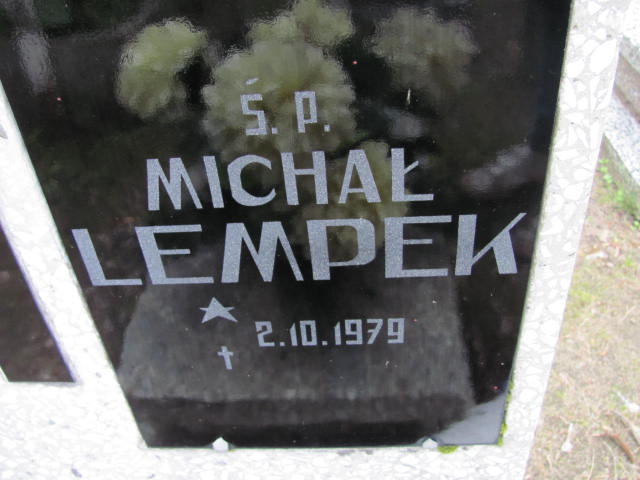 Ś. P.
MICHAŁ
LEMPEK
2.10.1979